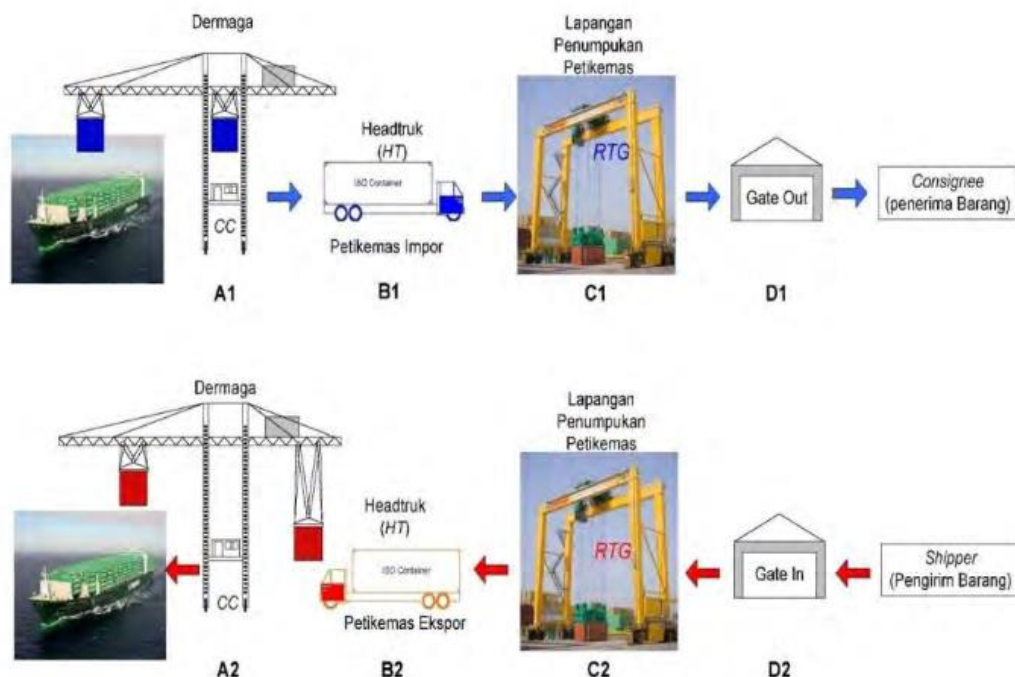 Dermaga
CC
A1
Headtruk
(HT)
ISO Container
Petikemas Impor
B1
Lapangan
Penumpukan
Petikemas
RTG
C1
Gate Out
D1
Consignee
(penerima Barang)
Dermaga
CC
A2
Headtruk
(HT)
ISO Container
Petikemas Ekspor
B2
Lapangan
Penumpukan
Petikemas
RTG
C2
Gate In
D2
Shipper
(Pengirim Barang)